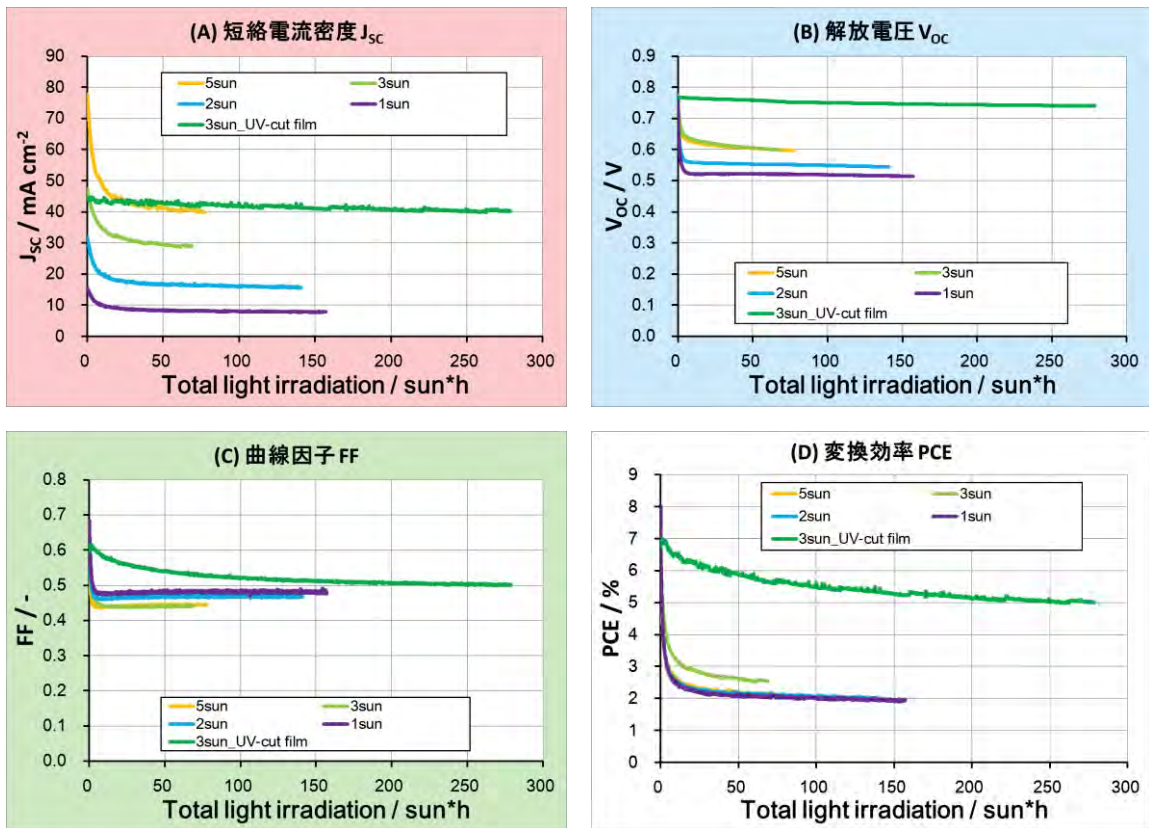 (A) 短絡電流密度 JSC
90
80
70
60
50
40
30
20
10
0
JSC / mA cm-2
5sun 3sun
2sun 1sun
3sun_UV-cut film
0 50 100 150 200 250 300
Total light irradiation / sun*h
(B) 解放電圧 VOC
0.9
0.8
0.7
0.6
0.5
0.4
0.3
0.2
0.1
0.0
VOC / V
5sun 3sun
2sun 1sun
3sun_UV-cut film
0 50 100 150 200 250 300
Total light irradiation / sun*h
(C) 曲線因子 FF
0.8
0.7
0.6
0.5
0.4
0.3
0.2
0.1
0.0
FF / -
5sun 3sun
2sun 1sun
3sun_UV-cut film
0 50 100 150 200 250 300
Total light irradiation / sun*h
(D) 変換効率 PCE
9
8
7
6
5
4
3
2
1
0
PCE / %
5sun 3sun
2sun 1sun
3sun_UV-cut film
0 50 100 150 200 250 300
Total light irradiation / sun*h